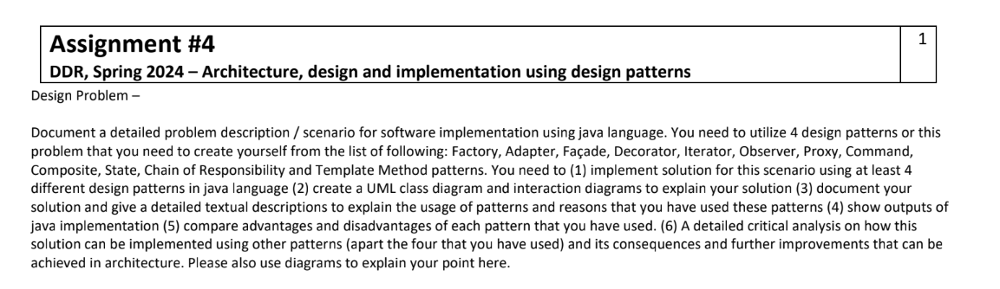 Assignment #4
1
DDR, Spring 2024 – Architecture, design and implementation using design patterns
Design Problem –
Document a detailed problem description / scenario for software implementation using java language. You need to utilize 4 design patterns or this
problem that you need to create yourself from the list of following: Factory, Adapter, Façade, Decorator, Iterator, Observer, Proxy, Command,
Composite, State, Chain of Responsibility and Template Method patterns. You need to (1) implement solution for this scenario using at least 4
different design patterns in java language (2) create a UML class diagram and interaction diagrams to explain your solution (3) document your
solution and give a detailed textual descriptions to explain the usage of patterns and reasons that you have used these patterns (4) show outputs of
java implementation (5) compare advantages and disadvantages of each pattern that you have used. (6) A detailed critical analysis on how this
solution can be implemented using other patterns (apart the four that you have used) and its consequences and further improvements that can be
achieved in architecture. Please also use diagrams to explain your point here.